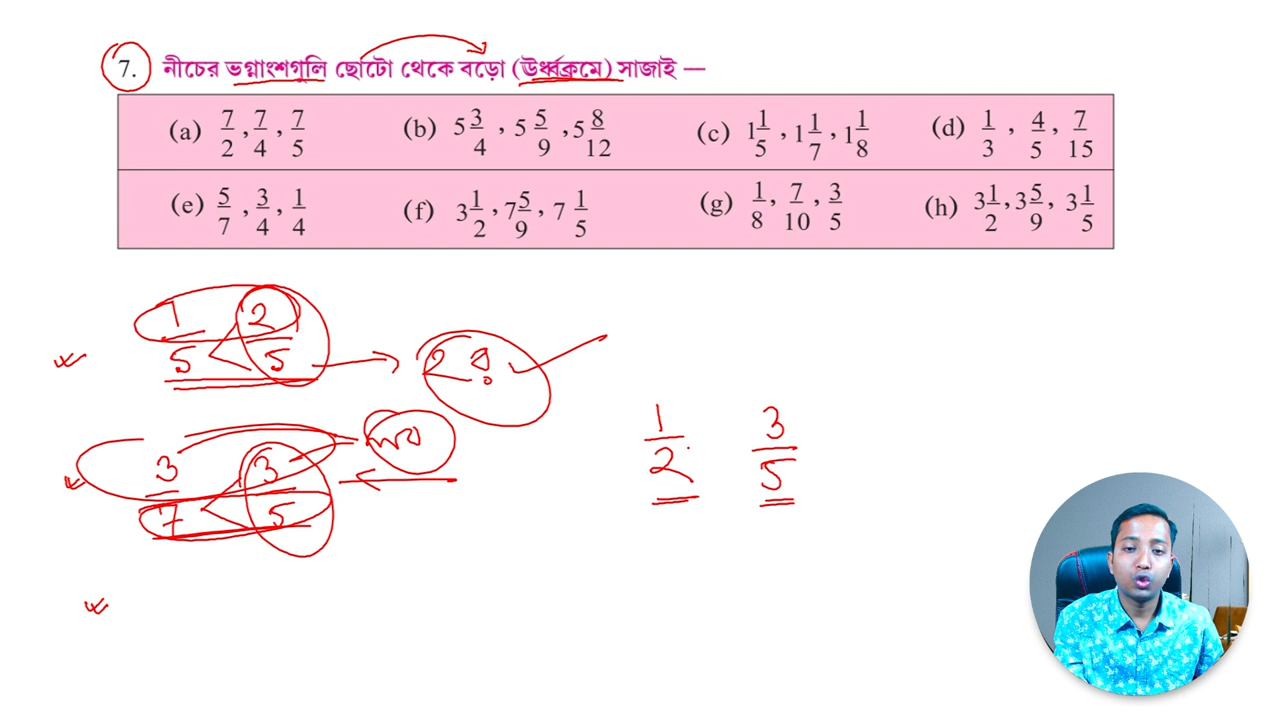 7. নীচের ভগ্নাংশগুলি ছোটো থেকে বড়ো (উর্ধ্বক্রমে) সাজাই —
(a) 7/2, 7/4, 7/5 (b) 5 3/4, 5 5/9, 5 8/12 (c) 1 1/5, 1 1/7, 1 1/8 (d) 1/3, 4/5, 7/15
(e) 5/7, 3/4, 1/4 (f) 3 1/2, 7 5/9, 7 1/5 (g) 1/8, 7/10, 3/5 (h) 3 1/2, 3 5/9, 3 1/5
1/5 < 2/5
3/7 < 3/5
1/2 3/5